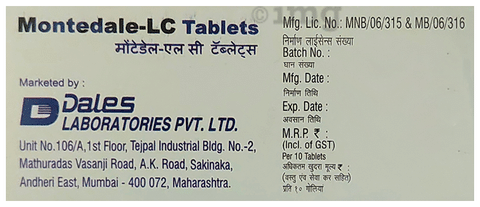 Montedale-LC Tablets
मौटेडेल-एल सी टॅब्लेट्स
Marketed by :
Dales
LABORATORIES PVT. LTD.
Unit No.106/A,1st Floor, Tejpal Industrial Bldg. No.-2,
Mathuradas Vasanji Road, A.K. Road, Sakinaka,
Andheri East, Mumbai - 400 072, Maharashtra.
Mfg. Lic. No.: MNB/06/315 & MB/06/316
निर्माण लाईसेन्स संख्या
Batch No. :
घान संख्या
Mfg. Date :
निर्माण तिथि
Exp. Date :
अवसान तिथि
M.R.P. ₹ :
(Incl. of GST)
Per 10 Tablets
अधिकतम खुदरा मूल्य ₹ :
(वस्तु एंव सेवा कर सहित)
प्रति १० गोलियां